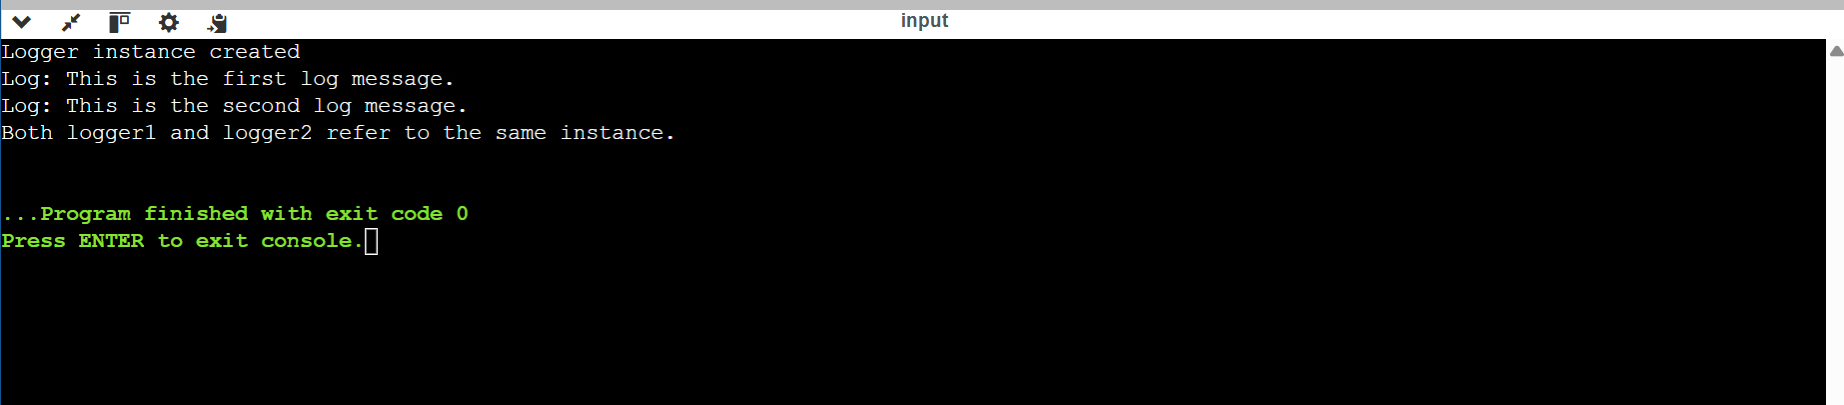 input
Logger instance created
Log: This is the first log message.
Log: This is the second log message.
Both logger1 and logger2 refer to the same instance.
...Program finished with exit code 0
Press ENTER to exit console.